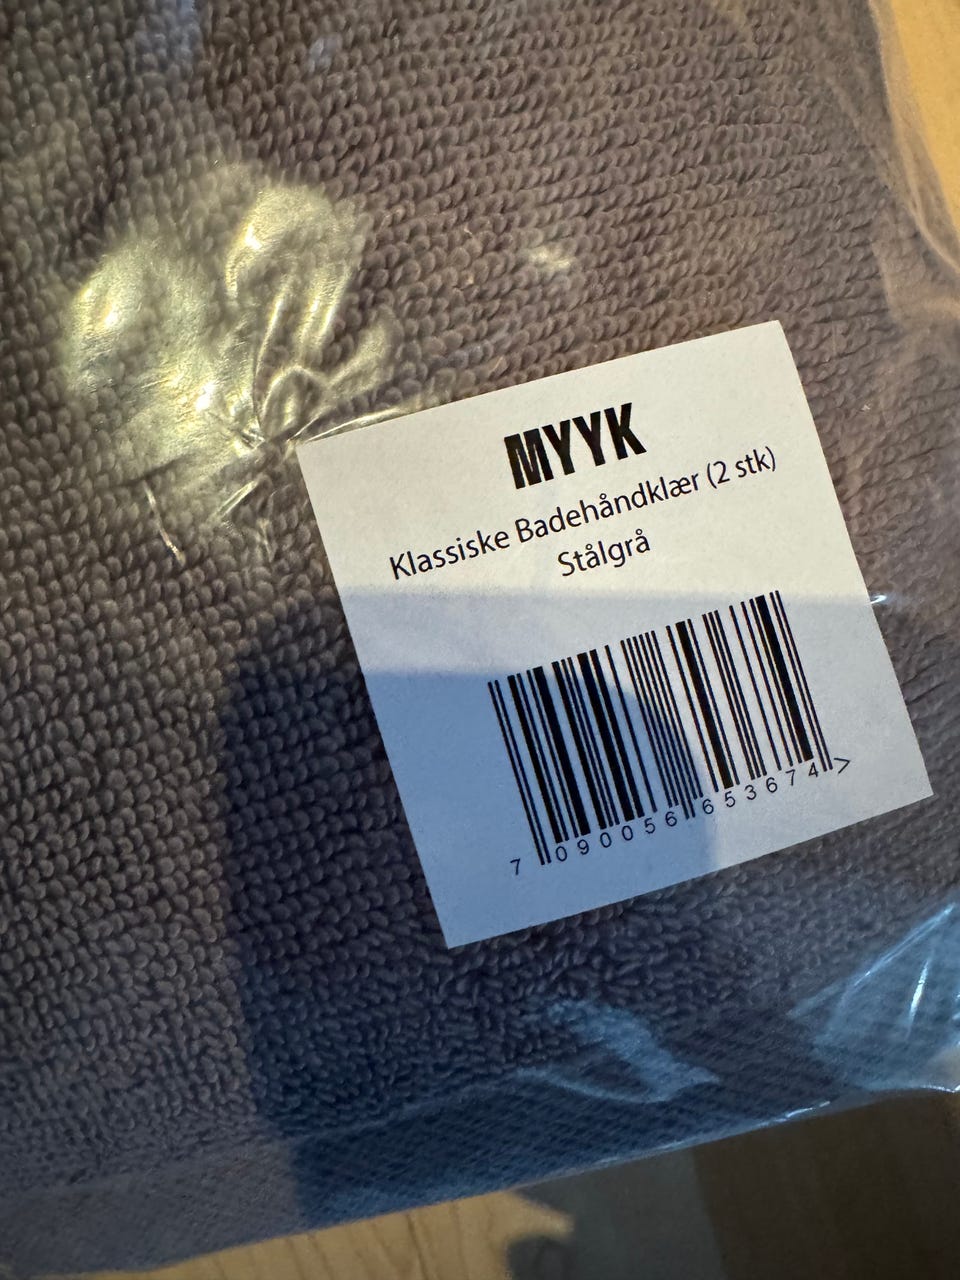 MYYK
Klassiske Badehåndklær (2 stk)
Stålgrå
7 090056 653674 >